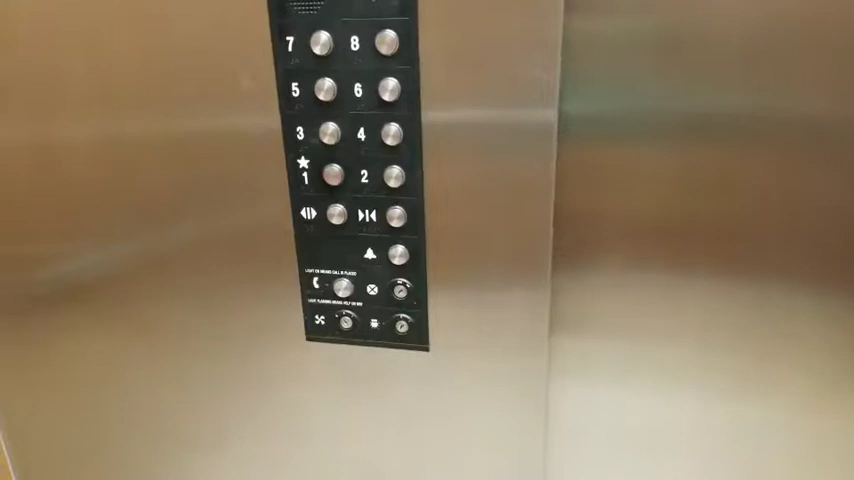 7 8
5 6
3 4
★ 1 2
LIGHT ON MEANS CALL IS PLACED
LIGHT FLASHING MEANS HELP ON WAY